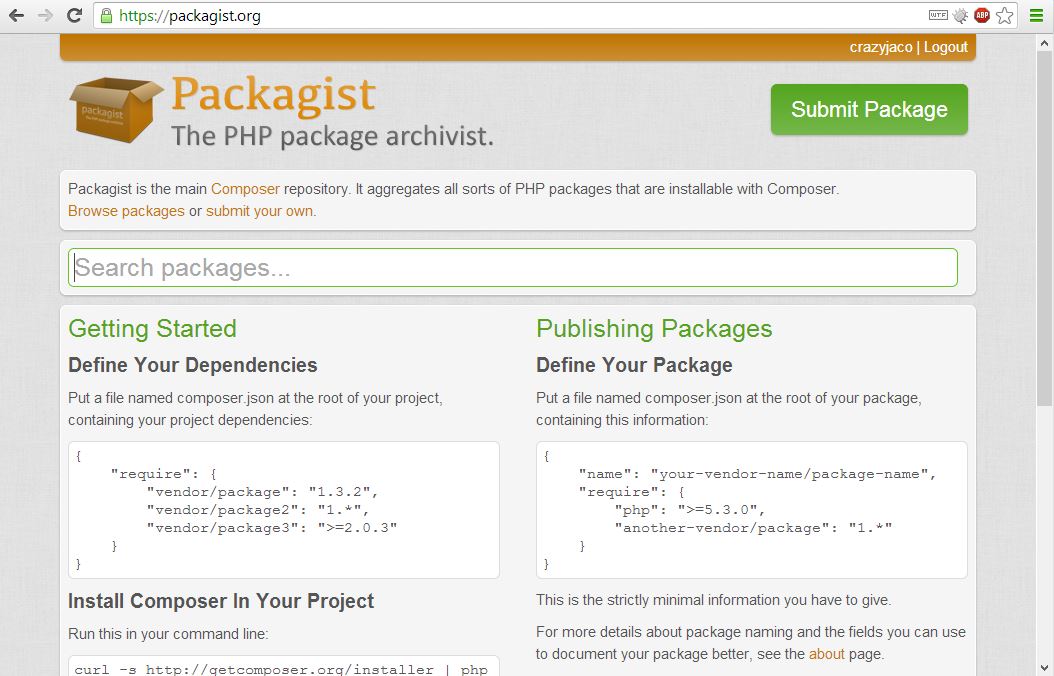 https://packagist.org
WTF
ABP
crazyjaco | Logout
packagist
The PHP package archivist
Packagist
The PHP package archivist.
Submit Package
Packagist is the main Composer repository. It aggregates all sorts of PHP packages that are installable with Composer.
Browse packages or submit your own.
Search packages...
Getting Started
Define Your Dependencies
Put a file named composer.json at the root of your project,
containing your project dependencies:
{
    "require": {
        "vendor/package": "1.3.2",
        "vendor/package2": "1.*",
        "vendor/package3": ">=2.0.3"
    }
}
Install Composer In Your Project
Run this in your command line:
curl -s http://getcomposer.org/installer | php
Publishing Packages
Define Your Package
Put a file named composer.json at the root of your package,
containing this information:
{
    "name": "your-vendor-name/package-name",
    "require": {
        "php": ">=5.3.0",
        "another-vendor/package": "1.*"
    }
}
This is the strictly minimal information you have to give.
For more details about package naming and the fields you can use
to document your package better, see the about page.